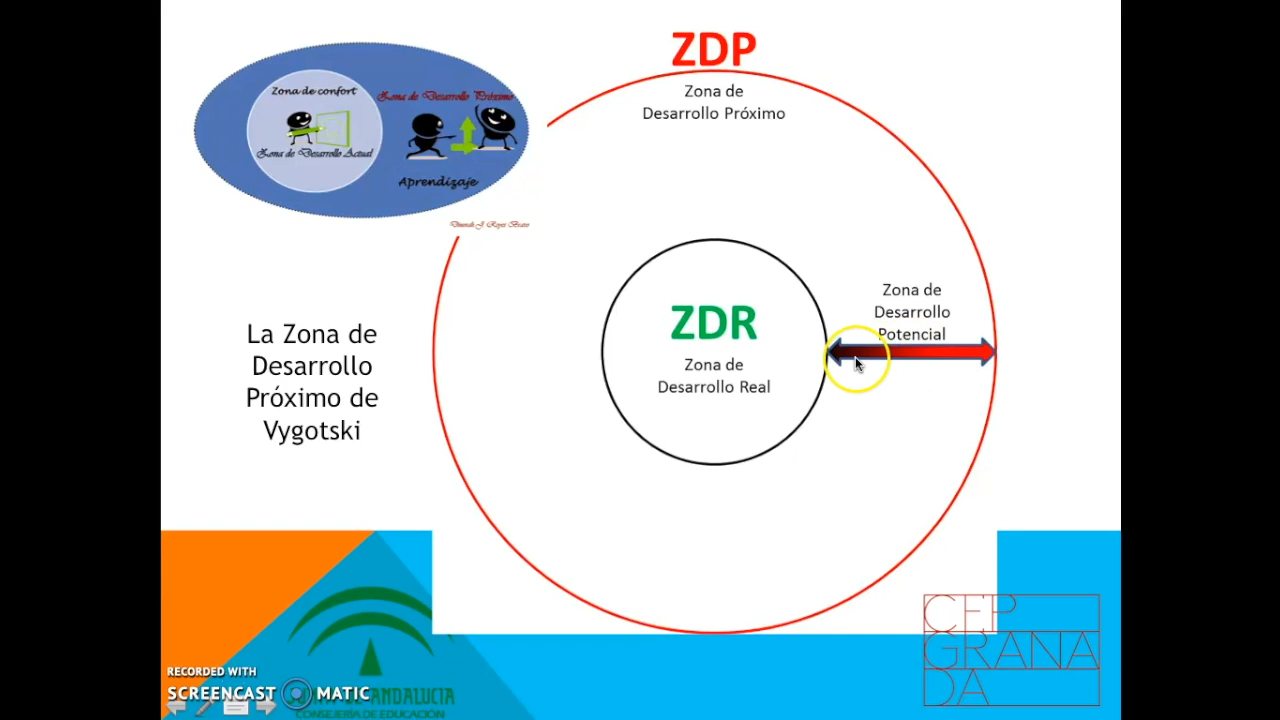 ZDP
Zona de
Desarrollo Próximo
Zona de confort
Zona de Desarrollo Próximo
Zona de Desarrollo Actual
Aprendizaje
ZDR
Zona de
Desarrollo Real
Zona de
Desarrollo
Potencial
La Zona de
Desarrollo
Próximo de
Vygotski
CEP
GRANA
DA
RECORDED WITH
SCREENCAST MATIC
ANDALUCIA
CONSEJERÍA DE EDUCACIÓN